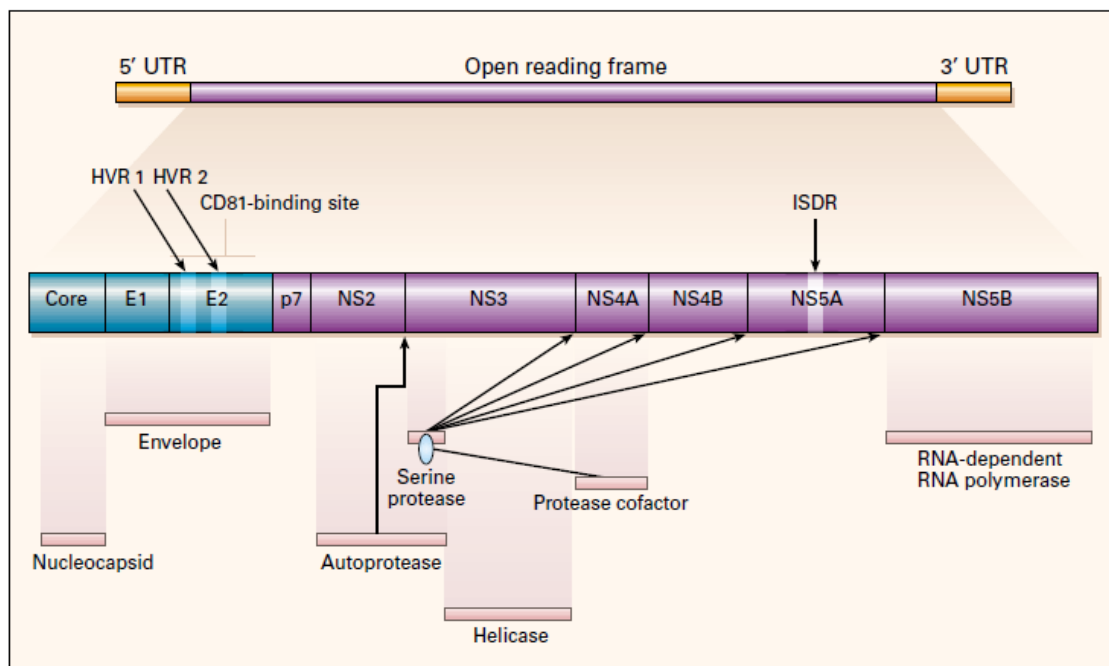 5′ UTR
Open reading frame
3′ UTR
HVR 1 HVR 2
CD81-binding site
ISDR
Core
E1
E2
p7
NS2
NS3
NS4A
NS4B
NS5A
NS5B
Envelope
Serine
protease
RNA-dependent
RNA polymerase
Protease cofactor
Nucleocapsid
Autoprotease
Helicase